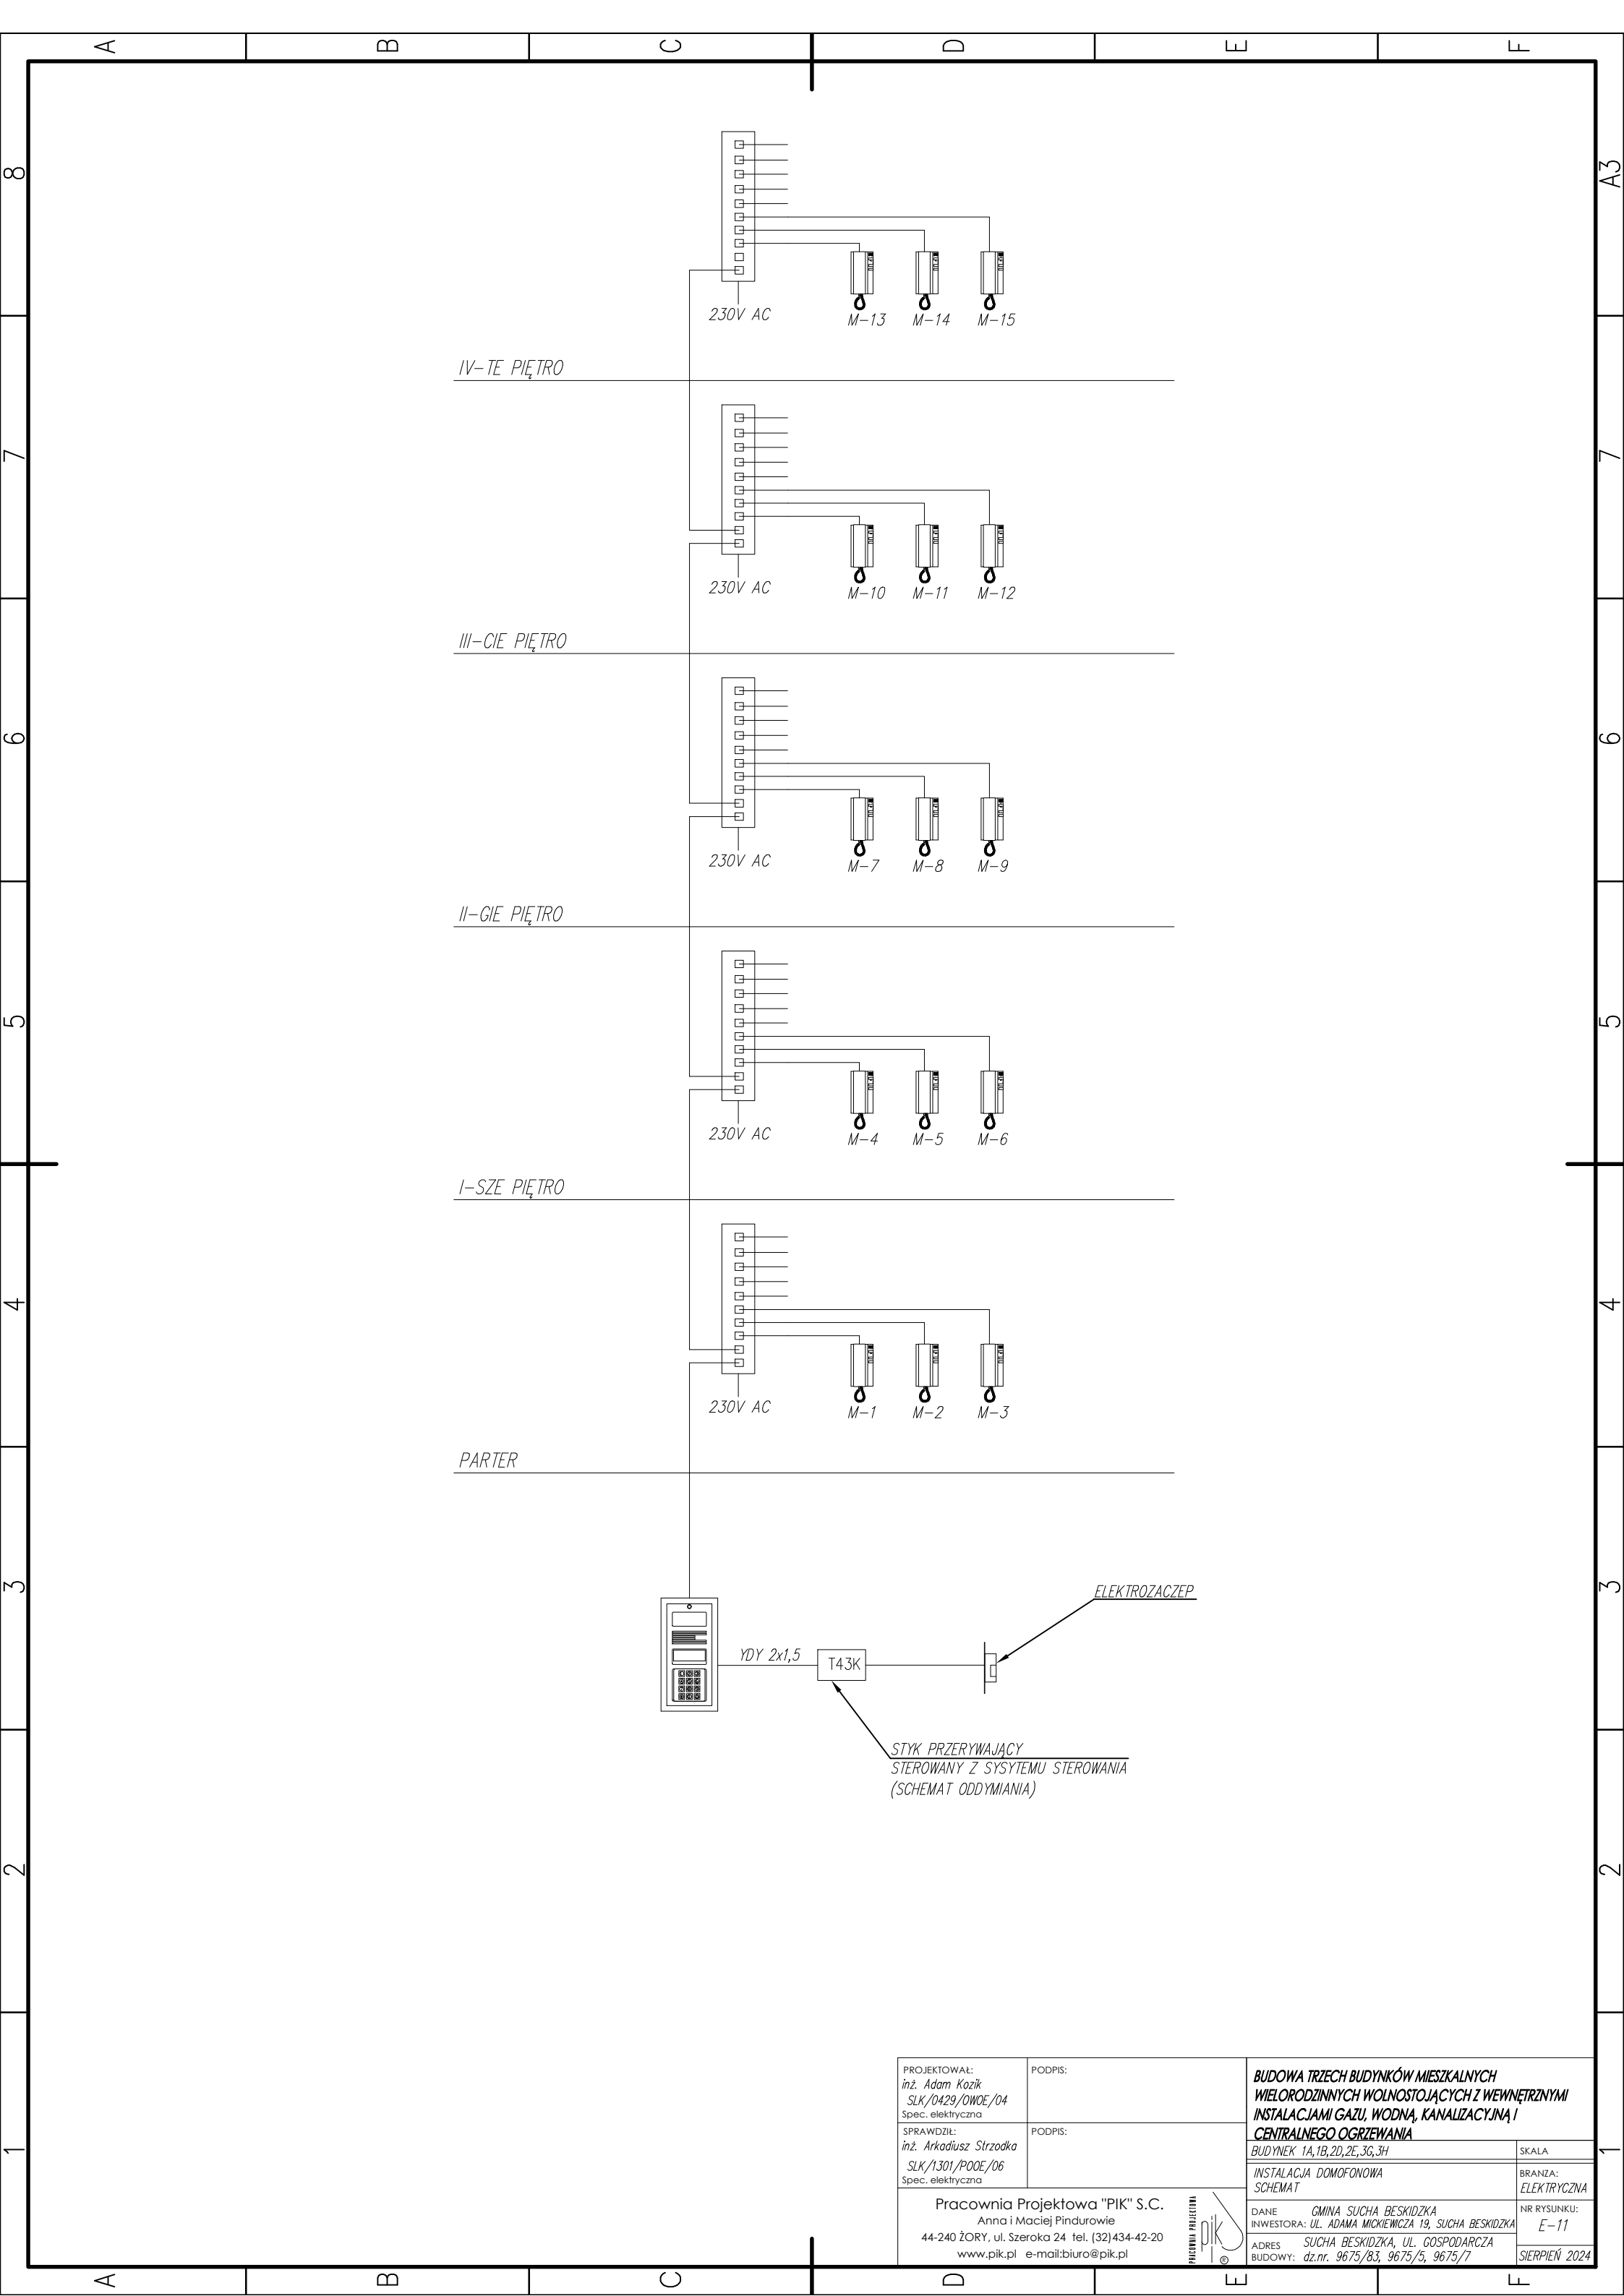 A B C D E F
8 A3
230V AC M-13 M-14 M-15
IV-TE PIĘTRO
7 7
230V AC M-10 M-11 M-12
III-CIE PIĘTRO
6 6
230V AC M-7 M-8 M-9
II-GIE PIĘTRO
5 5
230V AC M-4 M-5 M-6
I-SZE PIĘTRO
4 4
230V AC M-1 M-2 M-3
PARTER
3 3
ELEKTROZACZEP
YDY 2x1,5 T43K
STYK PRZERYWAJĄCY
STEROWANY Z SYSYTEMU STEROWANIA
(SCHEMAT ODDYMIANIA)
2 2
1 1
PROJEKTOWAŁ:
inż. Adam Kozik
SLK/0429/OWOE/04
Spec. elektryczna
PODPIS:
SPRAWDZIŁ:
inż. Arkadiusz Strzodka
SLK/1301/POOE/06
Spec. elektryczna
PODPIS:
Pracownia Projektowa "PIK" S.C.
Anna i Maciej Pindurowie
44-240 ŻORY, ul. Szeroka 24 tel. (32)434-42-20
www.pik.pl e-mail:biuro@pik.pl
PRACOWNIA PROJEKTOWA
pik
®
BUDOWA TRZECH BUDYNKÓW MIESZKALNYCH
WIELORODZINNYCH WOLNOSTOJĄCYCH Z WEWNĘTRZNYMI
INSTALACJAMI GAZU, WODNĄ, KANALIZACYJNĄ I
CENTRALNEGO OGRZEWANIA
BUDYNEK 1A,1B,2D,2E,3G,3H
SKALA
INSTALACJA DOMOFONOWA
SCHEMAT
BRANZA:
ELEKTRYCZNA
DANE GMINA SUCHA BESKIDZKA
INWESTORA: UL. ADAMA MICKIEWICZA 19, SUCHA BESKIDZKA
NR RYSUNKU:
E-11
ADRES SUCHA BESKIDZKA, UL. GOSPODARCZA
BUDOWY: dz.nr. 9675/83, 9675/5, 9675/7
SIERPIEŃ 2024
A B C D E F